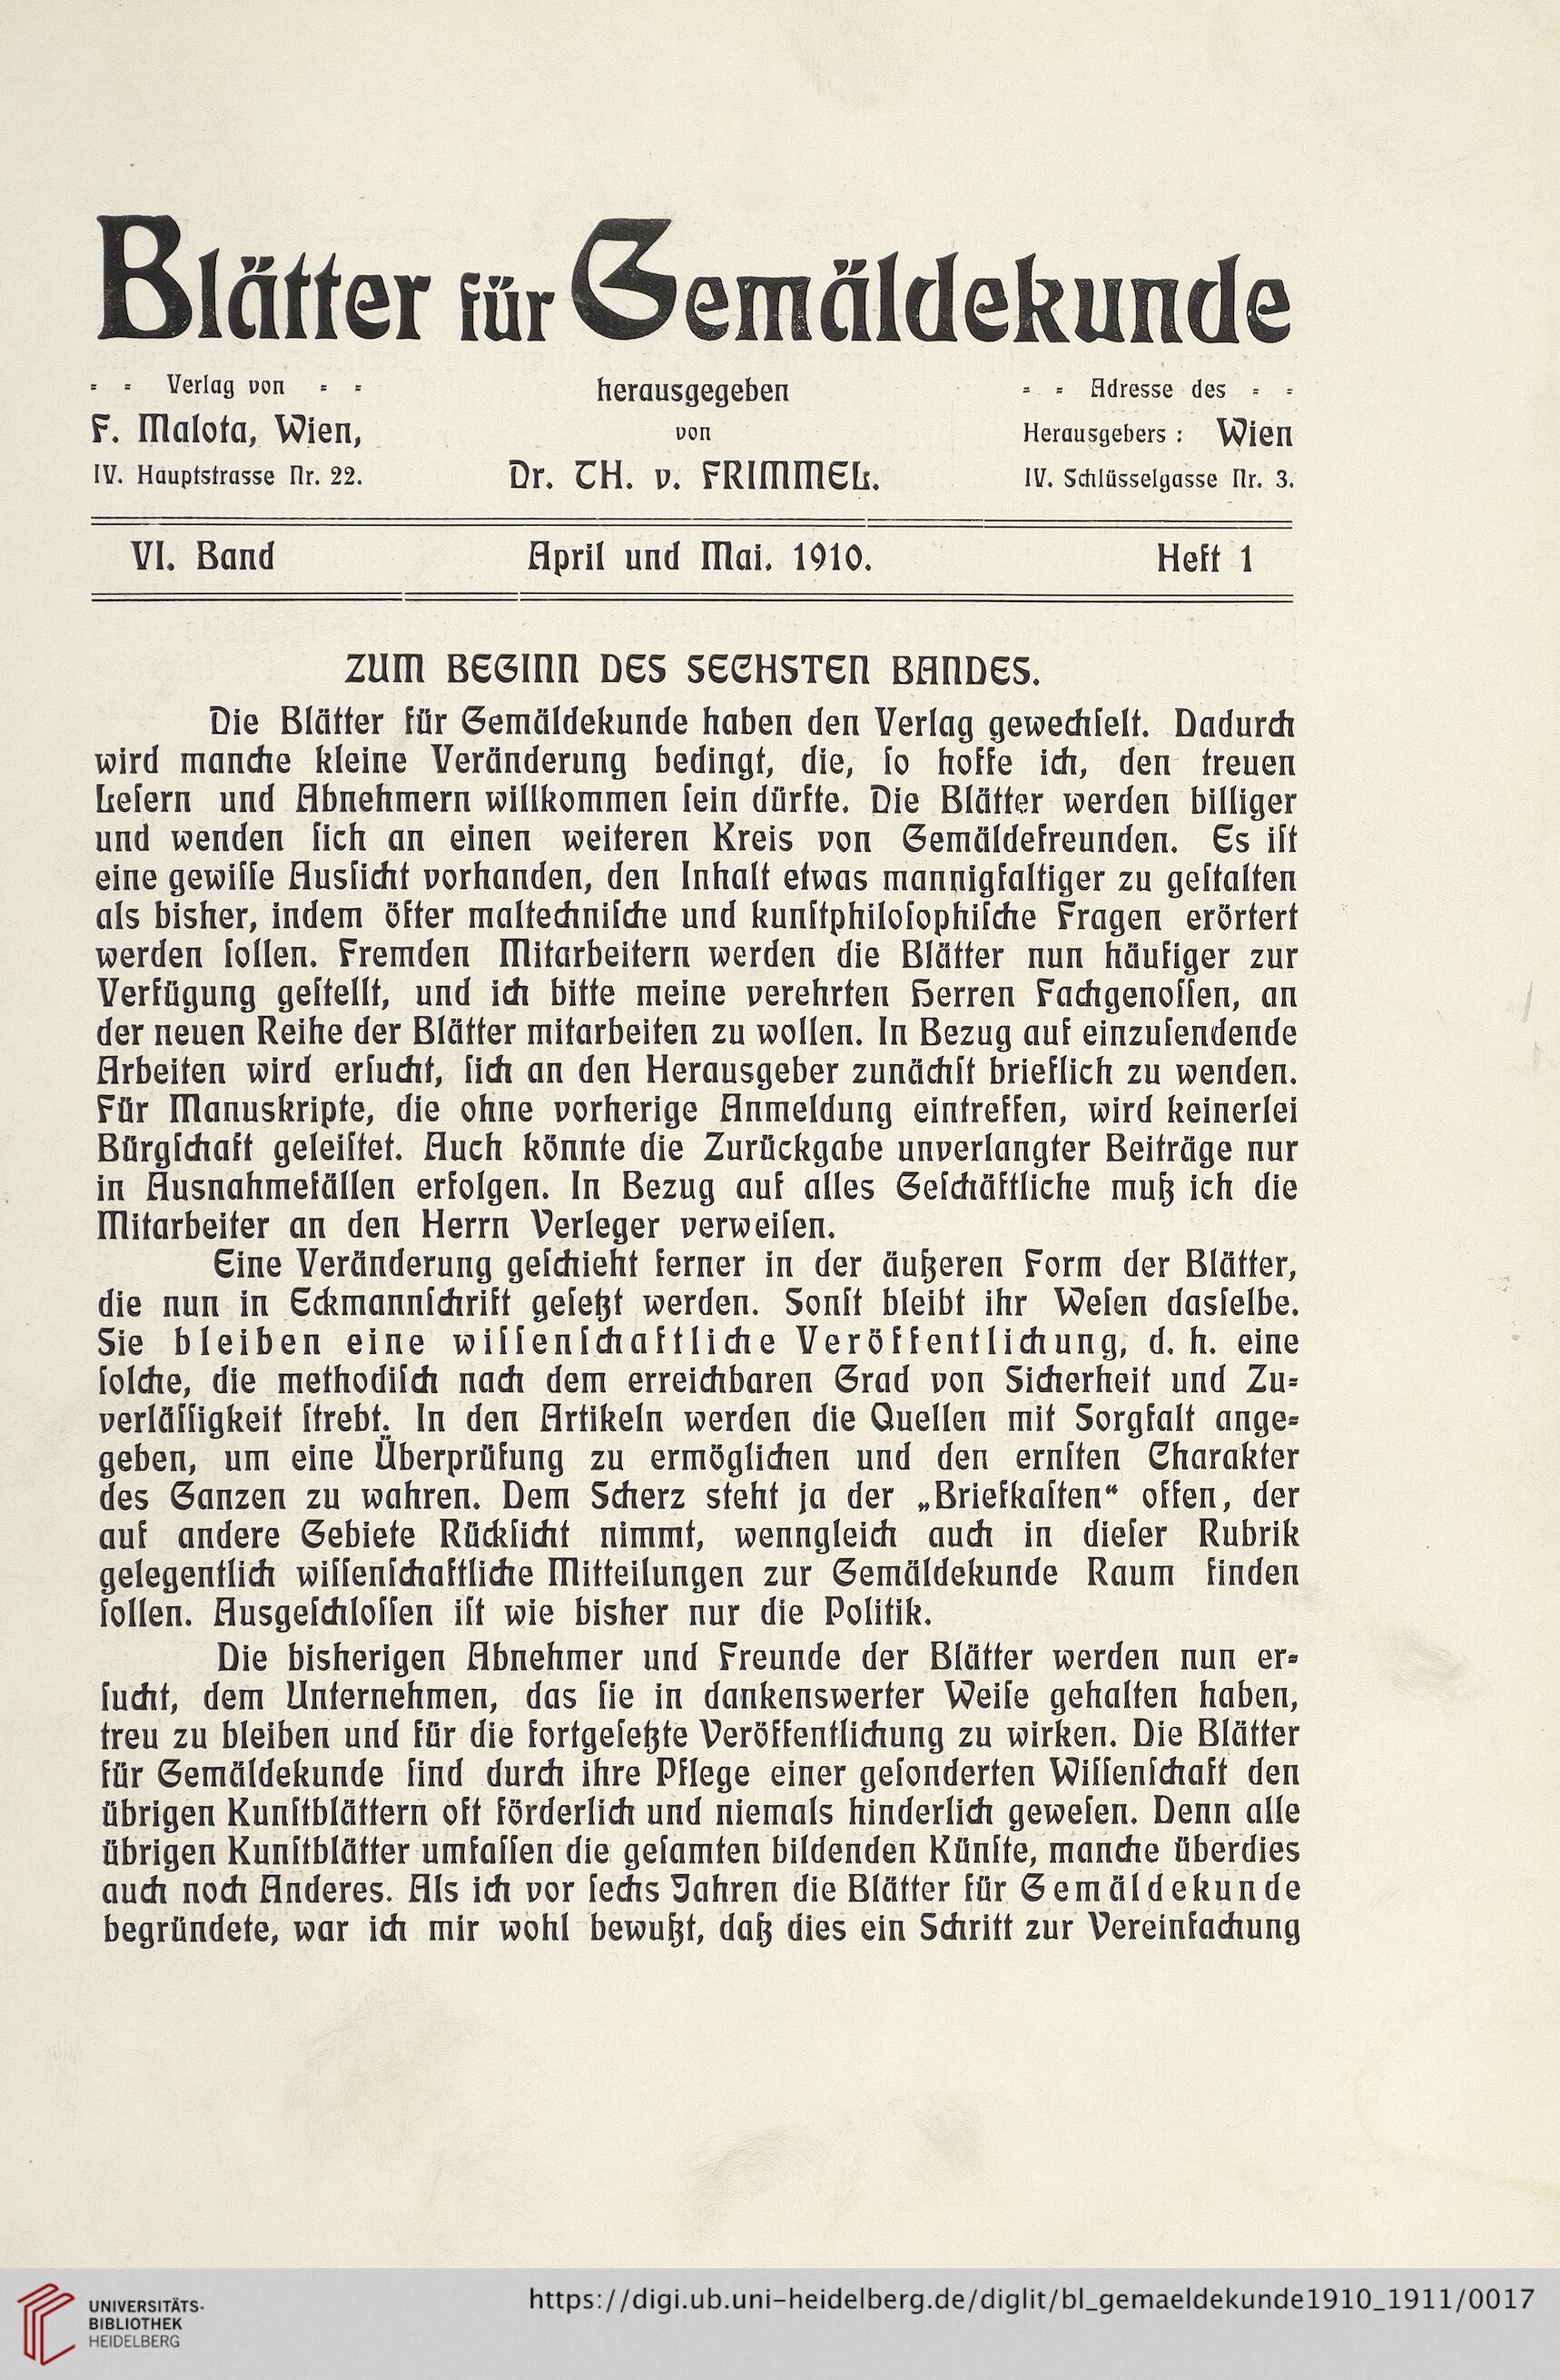 Blätter für Gemäldekunde
= = Verlag von = =
F. Malota, Wien,
IV. Hauptstrasse Nr. 22.
herausgegeben
von
Dr. TH. v. FRIMMEL.
= = Adresse des = =
Herausgebers : Wien
IV. Schlüsselgasse Nr. 3.
VI. Band April und Mai. 1910. Heft 1
ZUM BEGINN DES SECHSTEN BANDES.
Die Blätter für Gemäldekunde haben den Verlag gewechſelt. Dadurch
wird manche kleine Veränderung bedingt, die, ſo hoffe ich, den treuen
Leſern und Abnehmern willkommen ſein dürfte. Die Blätter werden billiger
und wenden ſich an einen weiteren Kreis von Gemäldefreunden. Es iſt
eine gewiſſe Ausſicht vorhanden, den Inhalt etwas mannigfaltiger zu geſtalten
als bisher, indem öfter maltechniſche und kunſtphiloſophiſche Fragen erörtert
werden ſollen. Fremden Mitarbeitern werden die Blätter nun häufiger zur
Verfügung geſtellt, und ich bitte meine verehrten Herren Fachgenoſſen, an
der neuen Reihe der Blätter mitarbeiten zu wollen. In Bezug auf einzuſendende
Arbeiten wird erſucht, ſich an den Herausgeber zunächſt brieflich zu wenden.
Für Manuskripte, die ohne vorherige Anmeldung eintreffen, wird keinerlei
Bürgſchaft geleiſtet. Auch könnte die Zurückgabe unverlangter Beiträge nur
in Ausnahmefällen erfolgen. In Bezug auf alles Geſchäftliche muß ich die
Mitarbeiter an den Herrn Verleger verweiſen.
Eine Veränderung geſchieht ferner in der äußeren Form der Blätter,
die nun in Eckmannſchrift geſetzt werden. Sonſt bleibt ihr Weſen dasſelbe.
Sie bleiben eine wiſſenſchaftliche Veröffentlichung, d. h. eine
ſolche, die methodiſch nach dem erreichbaren Grad von Sicherheit und Zu=
verläſſigkeit ſtrebt. In den Artikeln werden die Quellen mit Sorgfalt ange=
geben, um eine Überprüfung zu ermöglichen und den ernſten Charakter
des Ganzen zu wahren. Dem Scherz steht ja der „Briefkaſten“ offen, der
auf andere Gebiete Rückſicht nimmt, wenngleich auch in dieſer Rubrik
gelegentlich wiſſenſchaftliche Mitteilungen zur Gemäldekunde Raum finden
ſollen. Ausgeſchloſſen iſt wie bisher nur die Politik.
Die bisherigen Abnehmer und Freunde der Blätter werden nun er=
ſucht, dem Unternehmen, das ſie in dankenswerter Weiſe gehalten haben,
treu zu bleiben und für die fortgeſetzte Veröffentlichung zu wirken. Die Blätter
für Gemäldekunde ſind durch ihre Pflege einer geſonderten Wiſſenſchaft den
übrigen Kunſtblättern oft förderlich und niemals hinderlich geweſen. Denn alle
übrigen Kunſtblätter umfaſſen die geſamten bildenden Künſte, manche überdies
auch noch Anderes. Als ich vor ſechs Jahren die Blätter für Gemäldekunde
begründete, war ich mir wohl bewußt, daß dies ein Schritt zur Vereinfachung
UNIVERSITÄTS-
BIBLIOTHEK
HEIDELBERG
https://digi.ub.uni-heidelberg.de/diglit/bl_gemaeldekunde1910_1911/0017